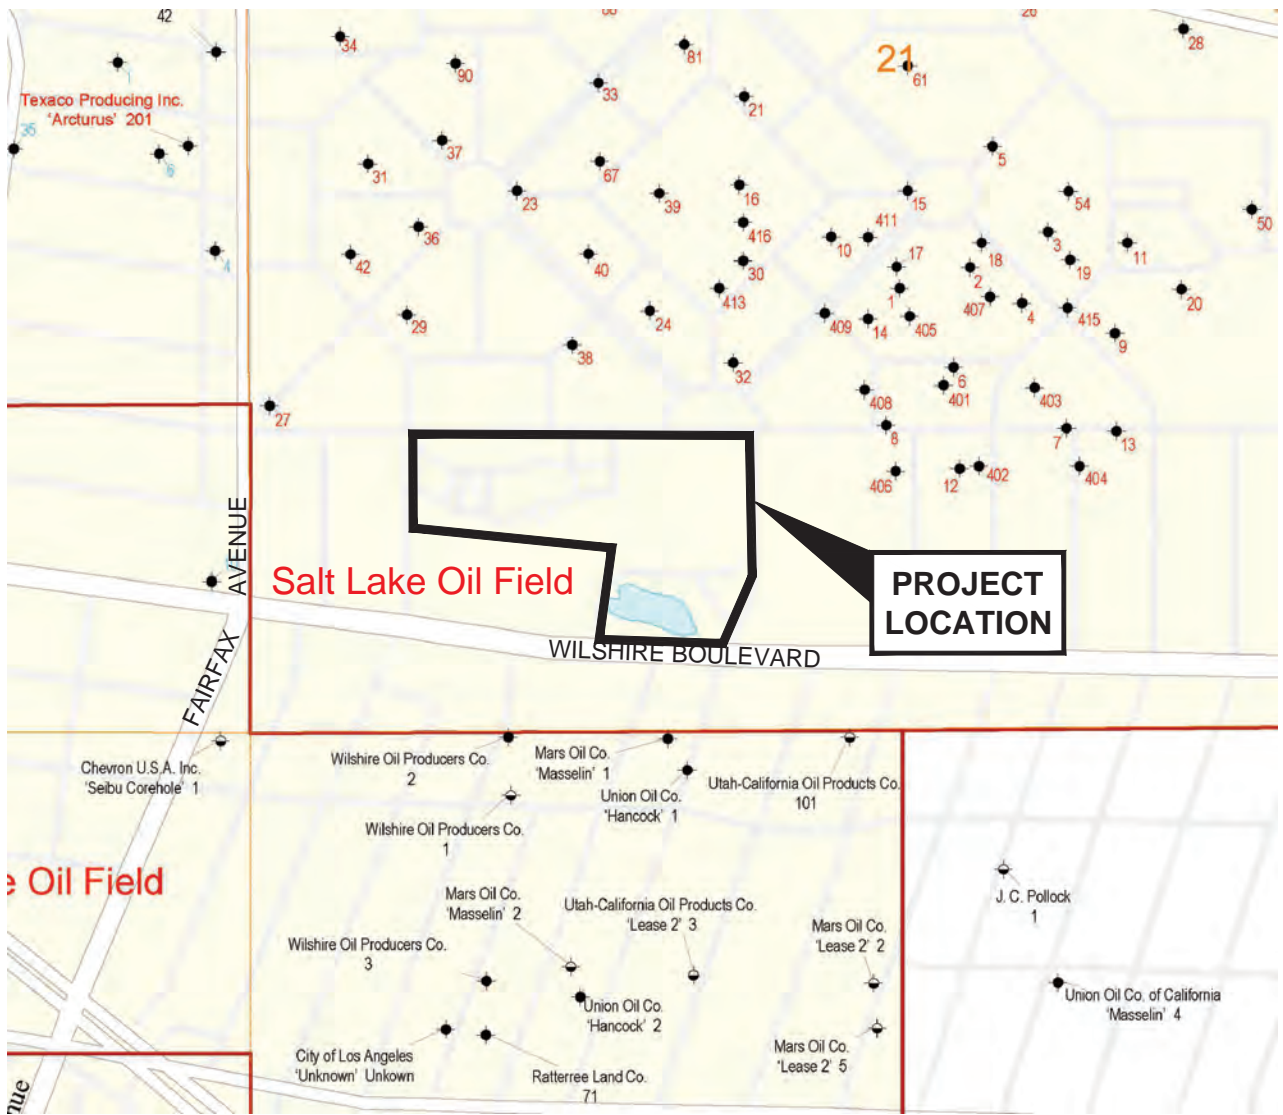 42
34
90
33
81
21
61
28
26
21
Texaco Producing Inc.
'Arcturus' 201
1
35
6
4
37
31
23
67
39
16
5
15
54
50
36
42
40
416
30
10
411
17
18
2
3
19
11
20
29
24
413
409
14
1
405
407
4
415
9
38
32
6
401
408
403
27
8
7
13
406
12
402
404
AVENUE
Salt Lake Oil Field
PROJECT
LOCATION
WILSHIRE BOULEVARD
FAIRFAX
Chevron U.S.A. Inc.
'Seibu Corehole' 1
Wilshire Oil Producers Co.
2
Mars Oil Co.
'Masselin' 1
Union Oil Co.
'Hancock' 1
Utah-California Oil Products Co.
101
Wilshire Oil Producers Co.
1
e Oil Field
Mars Oil Co.
'Masselin' 2
Utah-California Oil Products Co.
'Lease 2' 3
J. C. Pollock
1
Mars Oil Co.
'Lease 2' 2
Wilshire Oil Producers Co.
3
Union Oil Co.
'Hancock' 2
Union Oil Co. of California
'Masselin' 4
Mars Oil Co.
'Lease 2' 5
City of Los Angeles
'Unknown' Unkown
Ratterree Land Co.
71
nue